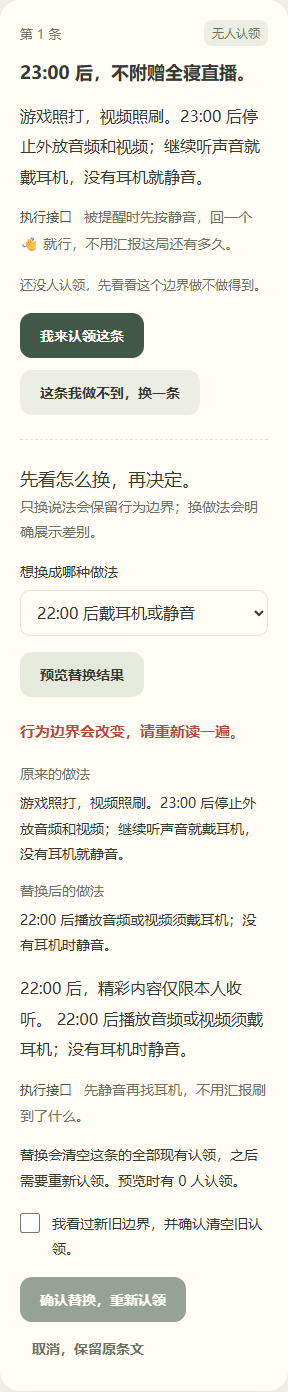 第 1 条
无人认领
23:00 后，不附赠全寝直播。
游戏照打，视频照刷。23:00 后停
止外放音频和视频；继续听声音就
戴耳机，没有耳机就静音。
执行接口 被提醒时先按静音，回一个
👋 就行，不用汇报这局还有多久。
还没人认领，先看看这个边界做不做得到。
我来认领这条
这条我做不到，换一条
先看怎么换，再决定。
只换说法会保留行为边界；换做法会明
确展示差别。
想换成哪种做法
22:00 后戴耳机或静音
预览替换结果
行为边界会改变，请重新读一遍。
原来的做法
游戏照打，视频照刷。23:00 后停止外
放音频和视频；继续听声音就戴耳机，
没有耳机就静音。
替换后的做法
22:00 后播放音频或视频须戴耳机；没
有耳机时静音。
22:00 后，精彩内容仅限本人收
听。 22:00 后播放音频或视频须戴
耳机；没有耳机时静音。
执行接口 先静音再找耳机，不用汇报刷
到了什么。
替换会清空这条的全部现有认领，之后
需要重新认领。预览时有 0 人认领。
我看过新旧边界，并确认清空旧认
领。
确认替换，重新认领
取消，保留原条文